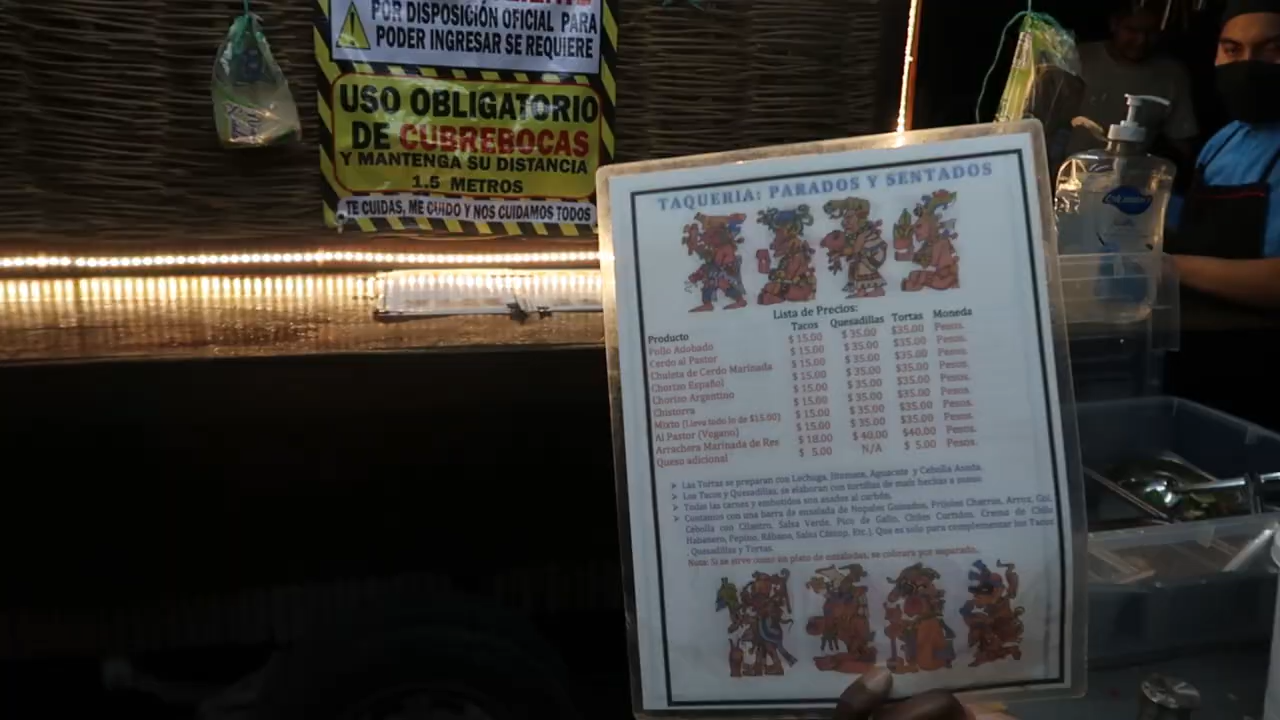 POR DISPOSICIÓN OFICIAL PARA
PODER INGRESAR SE REQUIERE
USO OBLIGATORIO
DE CUBREBOCAS
Y MANTENGA SU DISTANCIA
1.5 METROS
TE CUIDAS, ME CUIDO Y NOS CUIDAMOS TODOS
TAQUERIA: PARADOS Y SENTADOS
Lista de Precios:
Producto Tacos Quesadillas Tortas Moneda
Pollo Adobado $ 15.00 $ 35.00 $35.00 Pesos.
Cerdo al Pastor $ 15.00 $ 35.00 $35.00 Pesos.
Chuleta de Cerdo Marinada $ 15.00 $ 35.00 $35.00 Pesos.
Chorizo Español $ 15.00 $ 35.00 $35.00 Pesos.
Chorizo Argentino $ 15.00 $ 35.00 $35.00 Pesos.
Chistorra $ 15.00 $ 35.00 $35.00 Pesos.
Mixto (Lleva todo lo de $15.00) $ 15.00 $ 35.00 $35.00 Pesos.
Al Pastor (Vegano) $ 15.00 $ 35.00 $35.00 Pesos.
Arrachera Marinada de Res $ 18.00 $ 40.00 $40.00 Pesos.
Queso adicional $ 5.00 N/A $ 5.00 Pesos.
➢ Las Tortas se preparan con Lechuga, Jitomate, Aguacate y Cebolla Asada.
➢ Los Tacos y Quesadillas, se elaboran con tortillas de maíz hechas a mano.
➢ Todas las carnes y embutidos son asados al carbón.
➢ Contamos con una barra de ensalada de Nopales Guisados, Frijoles Charros, Arroz,
Cebolla con Cilantro, Salsa Verde, Pico de Gallo, Chiles Curtidos, Crema de Chile
Habanero, Pepino, Rábano, Salsa Cátsup, Etc.). Que es solo para complementar los Tacos
, Quesadillas y Tortas.
Nota: Si se sirve como un plato de ensaladas, se cobrara por separado.